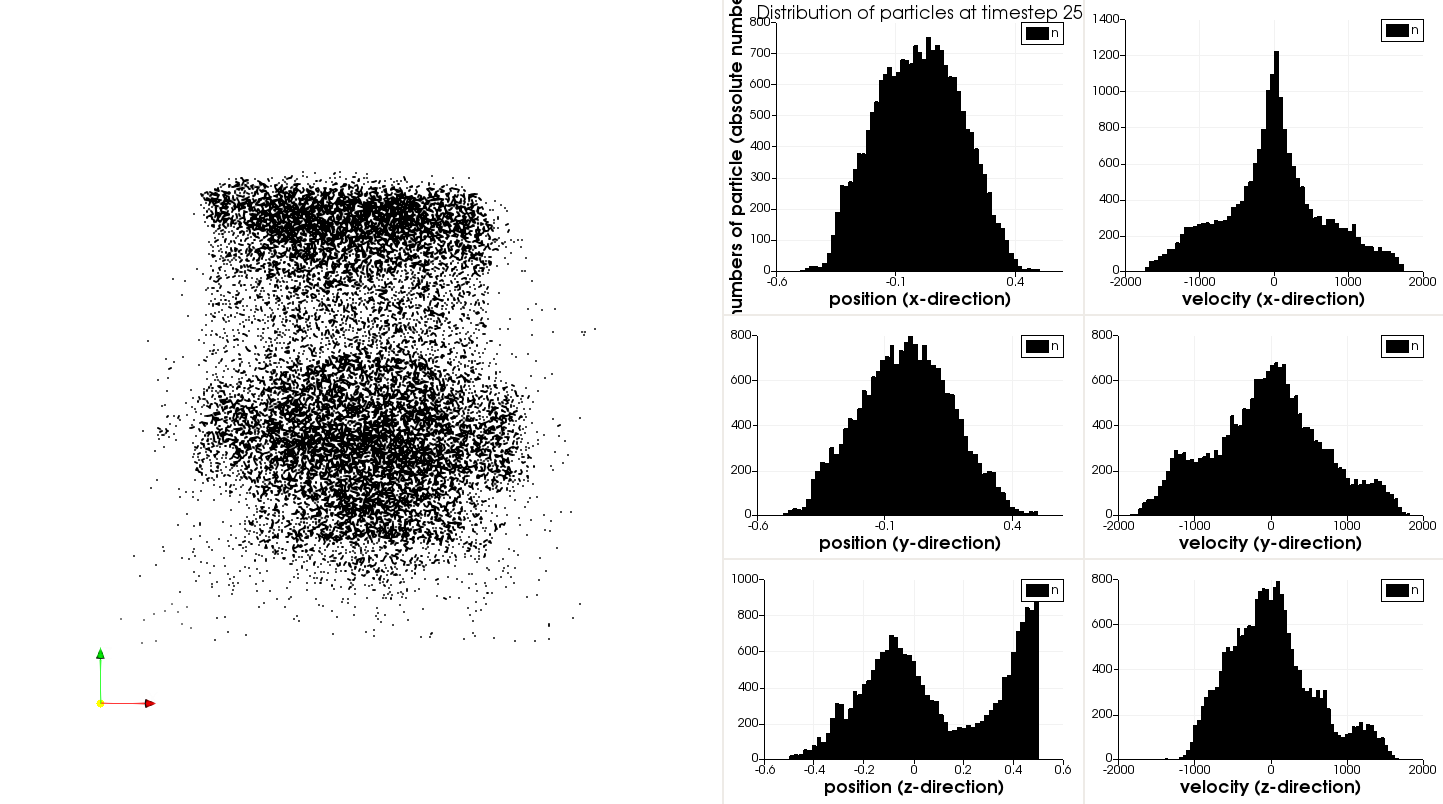 Distribution of particles at timestep 25
numbers of particle (absolute numbe
800
700
600
500
400
300
200
100
0
-0.6 -0.1 0.4
position (x-direction)
n
1400
1200
1000
800
600
400
200
0
-2000 -1000 0 1000 2000
velocity (x-direction)
n
800
600
400
200
0
-0.6 -0.1 0.4
position (y-direction)
n
800
600
400
200
0
-2000 -1000 0 1000 2000
velocity (y-direction)
n
1000
800
600
400
200
0
-0.6 -0.4 -0.2 0 0.2 0.4 0.6
position (z-direction)
n
800
600
400
200
0
-2000 -1000 0 1000 2000
velocity (z-direction)
n